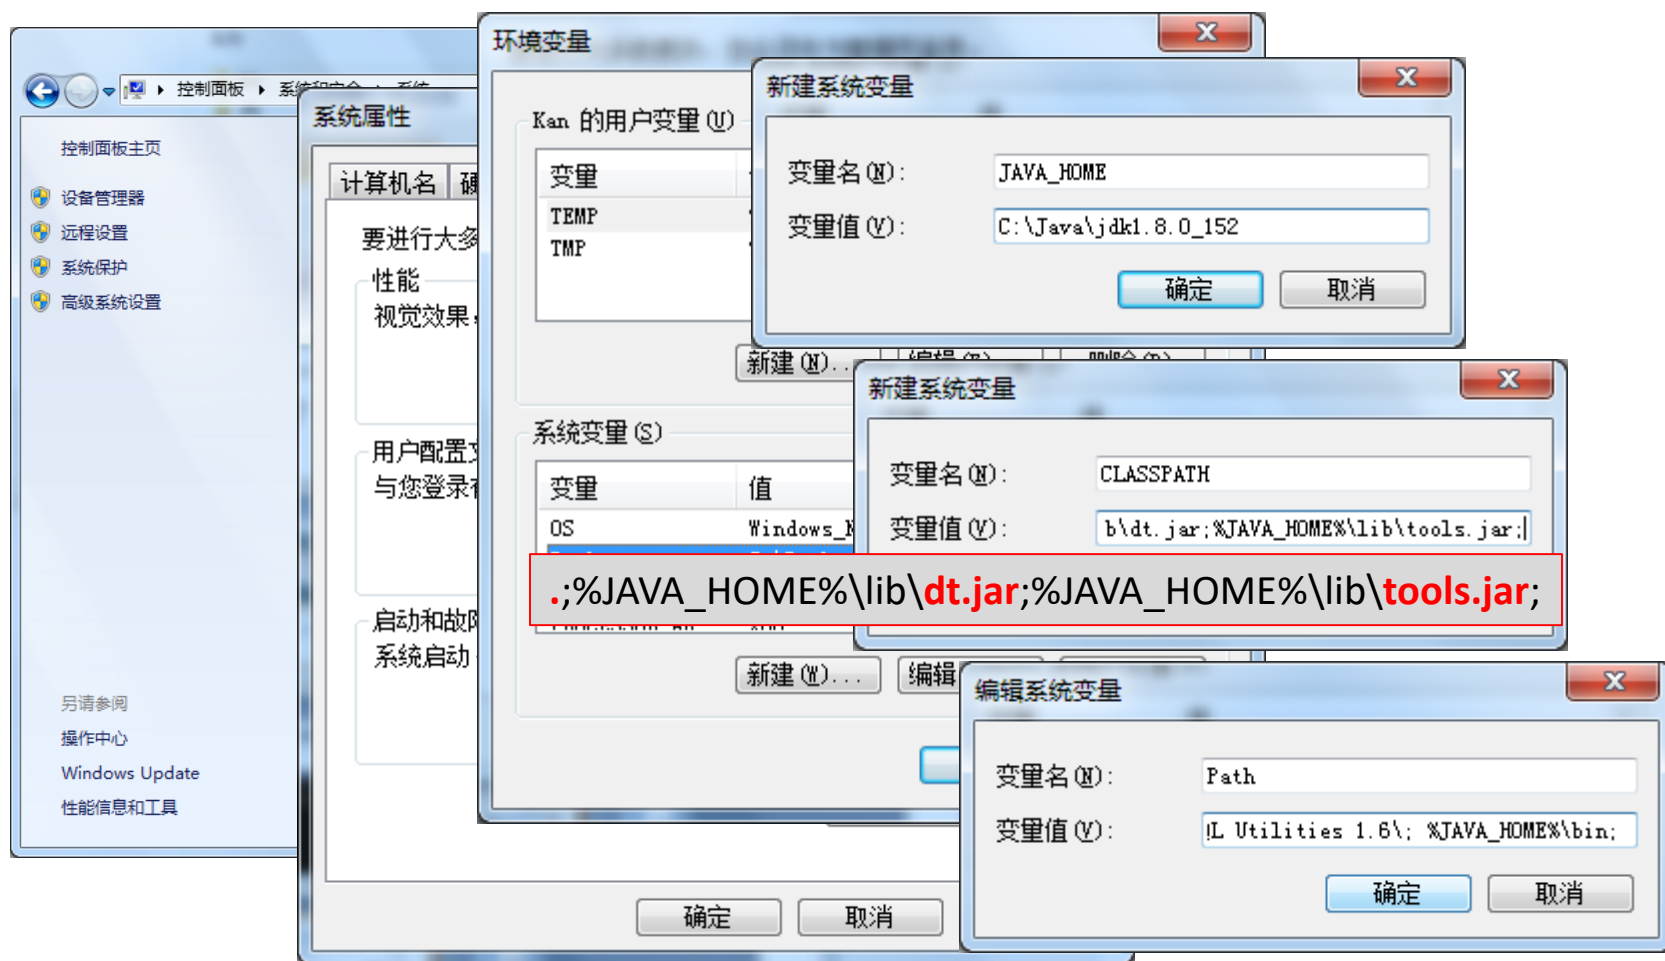 控制面板 系统和安全 系统
控制面板主页
设备管理器
远程设置
系统保护
高级系统设置
另请参阅
操作中心
Windows Update
性能信息和工具
系统属性
计算机名
要进行大多
性能
视觉效果,
用户配置文
与您登录有
启动和故障
系统启动
确定 取消
环境变量
Kan 的用户变量(U)
变量
TEMP
TMP
新建(N)...
系统变量(S)
变量 值
OS Windows_N
新建(W)... 编辑
新建系统变量
变量名(N): JAVA_HOME
变量值(V): C:\Java\jdk1.8.0_152
确定 取消
新建系统变量
变量名(N): CLASSPATH
变量值(V): b\dt.jar;%JAVA_HOME%\lib\tools.jar;
.;%JAVA_HOME%\lib\dt.jar;%JAVA_HOME%\lib\tools.jar;
编辑系统变量
变量名(N): Path
变量值(V): L Utilities 1.6\; %JAVA_HOME%\bin;
确定 取消